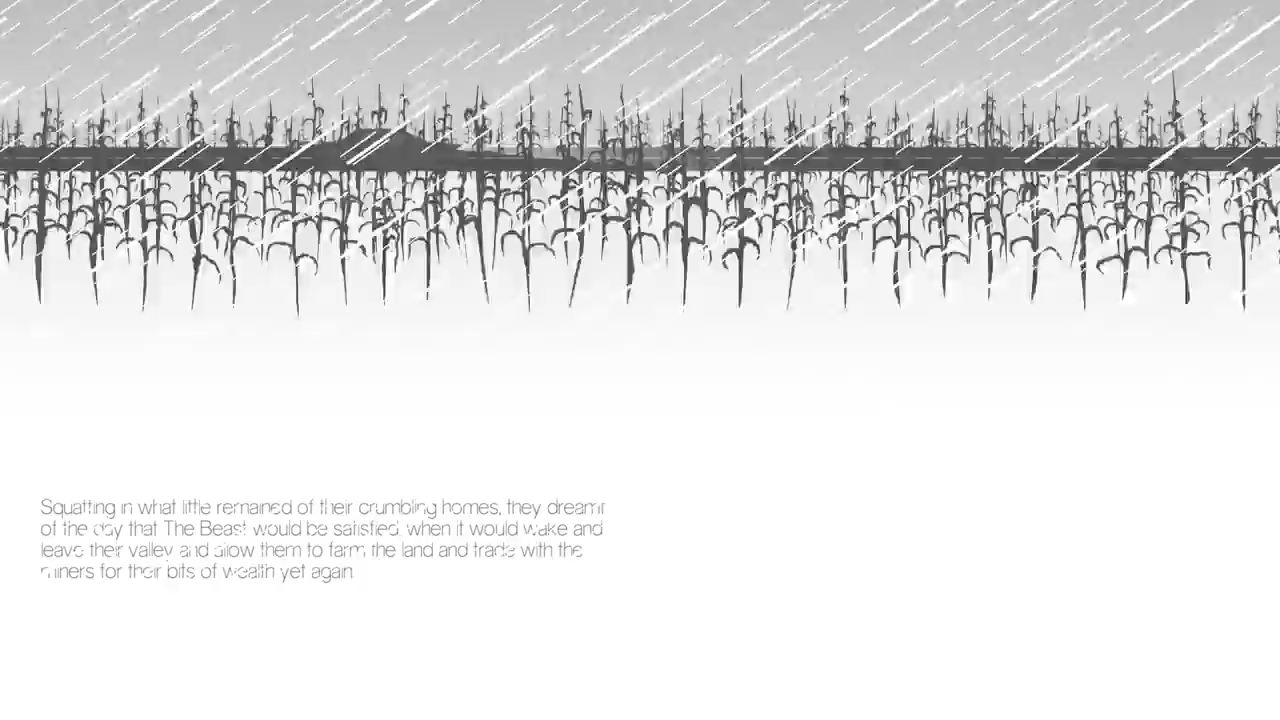 Squatting in what little remained of their crumbling homes, they dreamt
of the day that The Beast would be satisfied, when it would wake and
leave their valley and allow them to farm the land and trade with the
miners for their bits of wealth yet again.